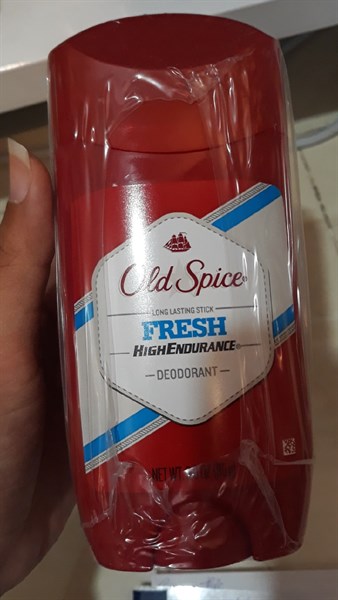 Old Spice®
LONG LASTING STICK
FRESH
HIGHENDURANCE®
DEODORANT
NET WT